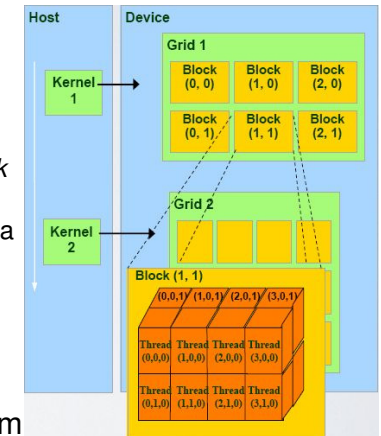 Host
Device
Grid 1
Kernel
1
Block
(0, 0)
Block
(1, 0)
Block
(2, 0)
Block
(0, 1)
Block
(1, 1)
Block
(2, 1)
k
a
Kernel
2
Grid 2
Block (1, 1)
(0,0,1) (1,0,1) (2,0,1) (3,0,1)
Thread
(0,0,0)
Thread
(1,0,0)
Thread
(2,0,0)
Thread
(3,0,0)
Thread
(0,1,0)
Thread
(1,1,0)
Thread
(2,1,0)
Thread
(3,1,0)
m